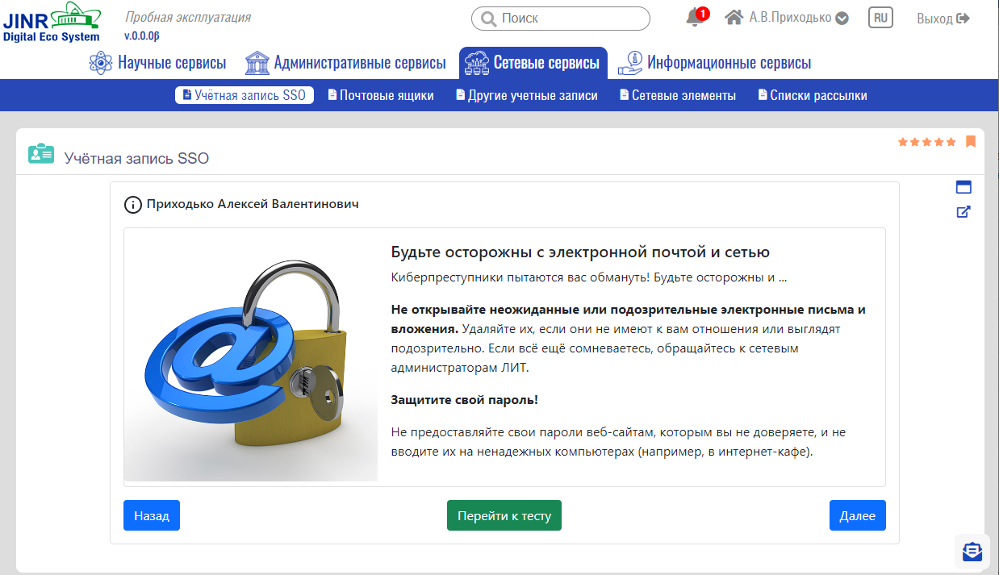 JINR
Digital Eco System
Пробная эксплуатация
v.0.0.0β
Поиск
1
А.В.Приходько
RU
Выход
Научные сервисы
Административные сервисы
Сетевые сервисы
Информационные сервисы
Учётная запись SSO
Почтовые ящики
Другие учетные записи
Сетевые элементы
Списки рассылки
Учётная запись SSO
Приходько Алексей Валентинович
Будьте осторожны с электронной почтой и сетью
Киберпреступники пытаются вас обмануть! Будьте осторожны и ...
Не открывайте неожиданные или подозрительные электронные письма и
вложения. Удаляйте их, если они не имеют к вам отношения или выглядят
подозрительно. Если всё ещё сомневаетесь, обращайтесь к сетевым
администраторам ЛИТ.
Защитите свой пароль!
Не предоставляйте свои пароли веб-сайтам, которым вы не доверяете, и не
вводите их на ненадежных компьютерах (например, в интернет-кафе).
@
Назад
Перейти к тесту
Далее